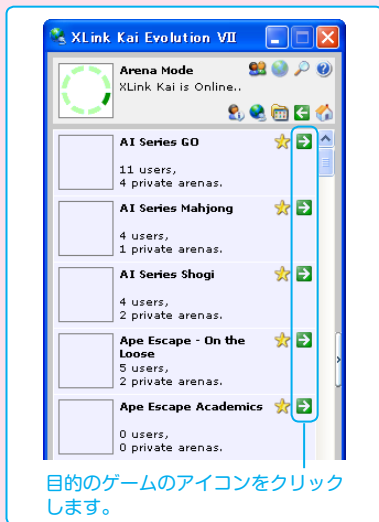 XLink Kai Evolution VII
Arena Mode
XLink Kai is Online..
AI Series GO
11 users,
4 private arenas.
AI Series Mahjong
4 users,
1 private arenas.
AI Series Shogi
4 users,
2 private arenas.
Ape Escape - On the
Loose
5 users,
2 private arenas.
Ape Escape Academics
0 users,
0 private arenas.
目的のゲームのアイコンをクリック
します。